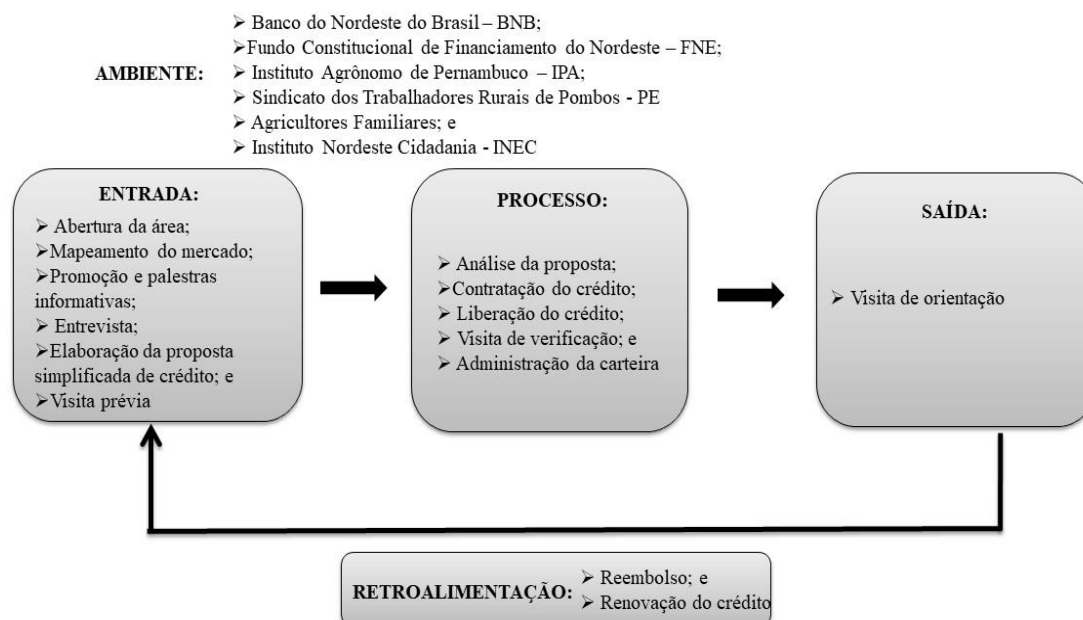 ➢ Banco do Nordeste do Brasil – BNB;
➢Fundo Constitucional de Financiamento do Nordeste – FNE;
AMBIENTE: ➢ Instituto Agrônomo de Pernambuco – IPA;
➢ Sindicato dos Trabalhadores Rurais de Pombos - PE
➢ Agricultores Familiares; e
➢ Instituto Nordeste Cidadania - INEC
ENTRADA:
➢ Abertura da área;
➢Mapeamento do mercado;
➢Promoção e palestras
informativas;
➢ Entrevista;
➢Elaboração da proposta
simplificada de crédito; e
➢Visita prévia
PROCESSO:
➢ Análise da proposta;
➢Contratação do crédito;
➢ Liberação do crédito;
➢ Visita de verificação; e
➢ Administração da carteira
SAÍDA:
➢ Visita de orientação
RETROALIMENTAÇÃO:
➢ Reembolso; e
➢ Renovação do crédito